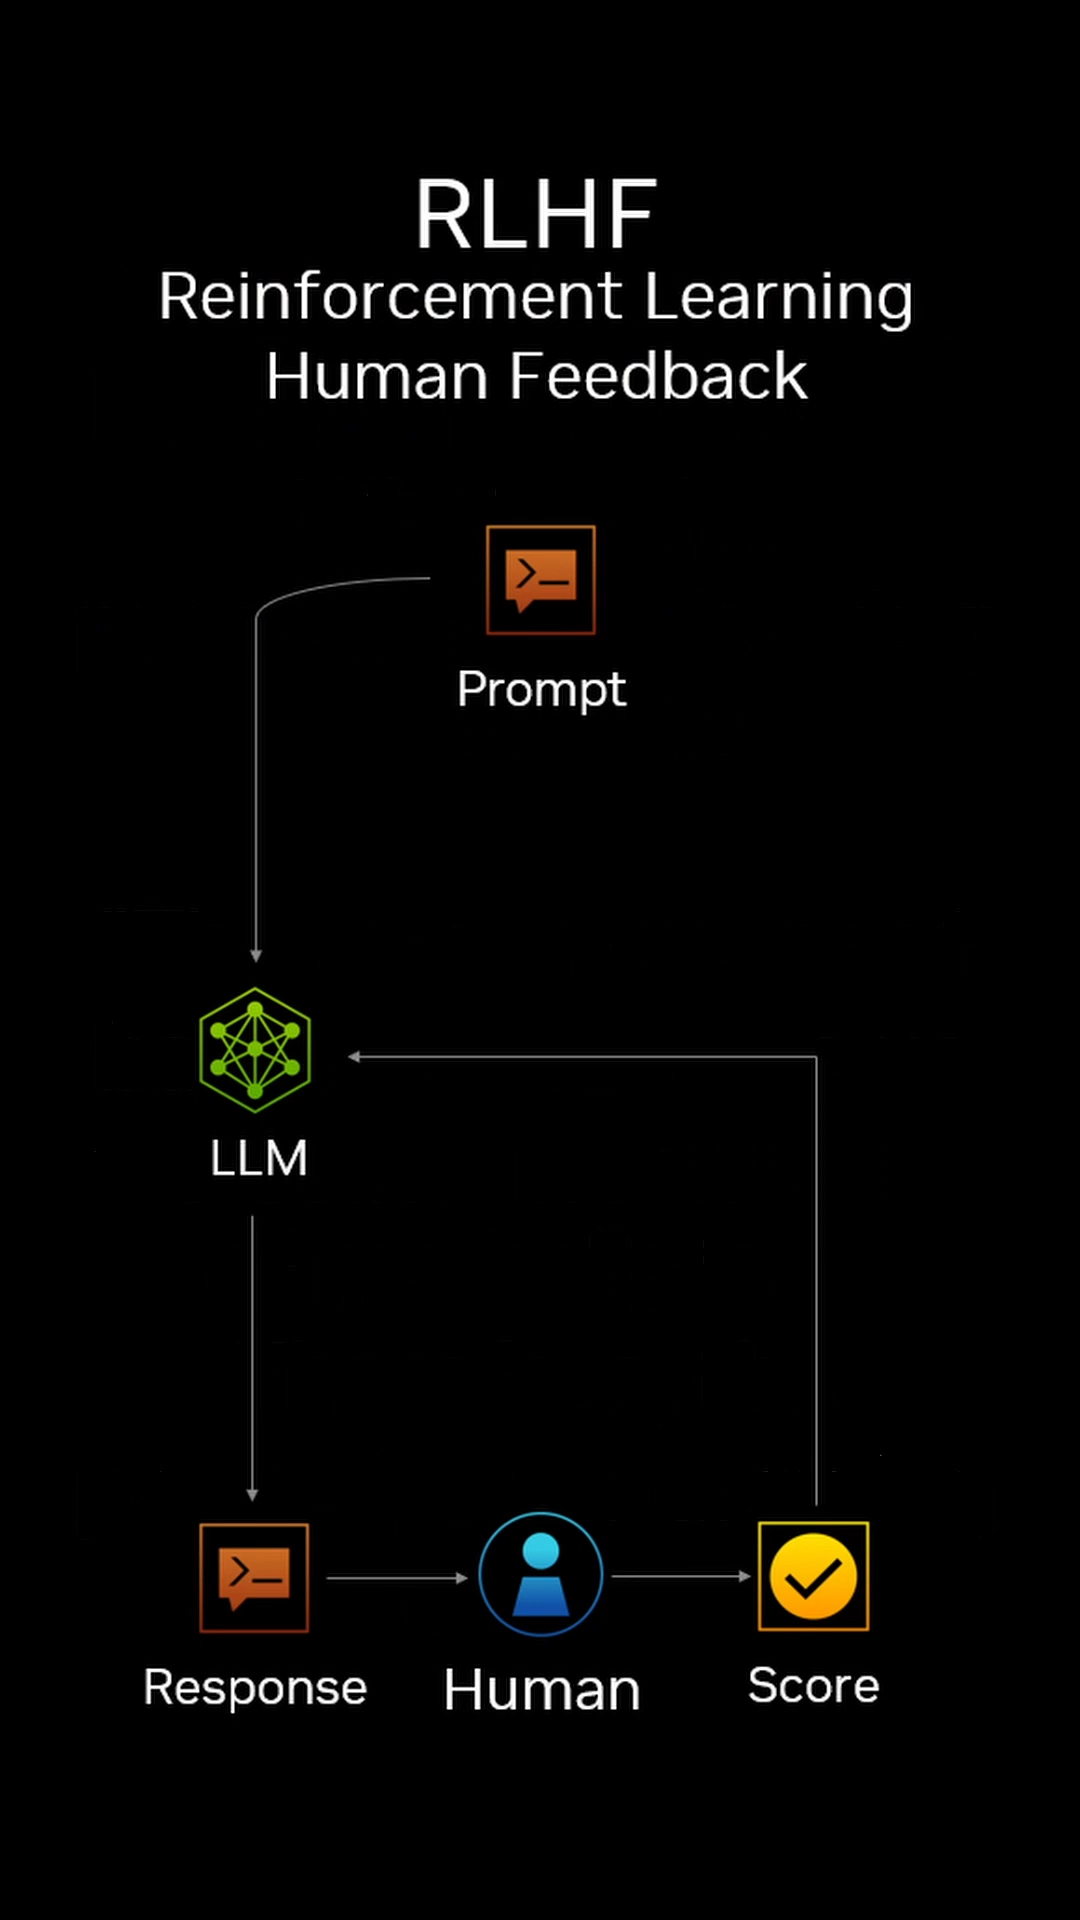 RLHF
Reinforcement Learning
Human Feedback
Prompt
LLM
Response
Human
Score